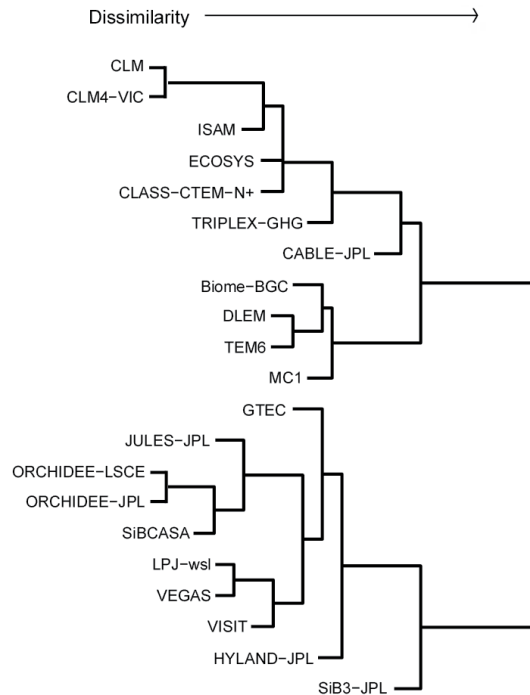 Dissimilarity
CLM
CLM4−VIC
ISAM
ECOSYS
CLASS−CTEM−N+
TRIPLEX−GHG
CABLE−JPL
Biome−BGC
DLEM
TEM6
MC1
GTEC
JULES−JPL
ORCHIDEE−LSCE
ORCHIDEE−JPL
SiBCASA
LPJ−wsl
VEGAS
VISIT
HYLAND−JPL
SiB3−JPL